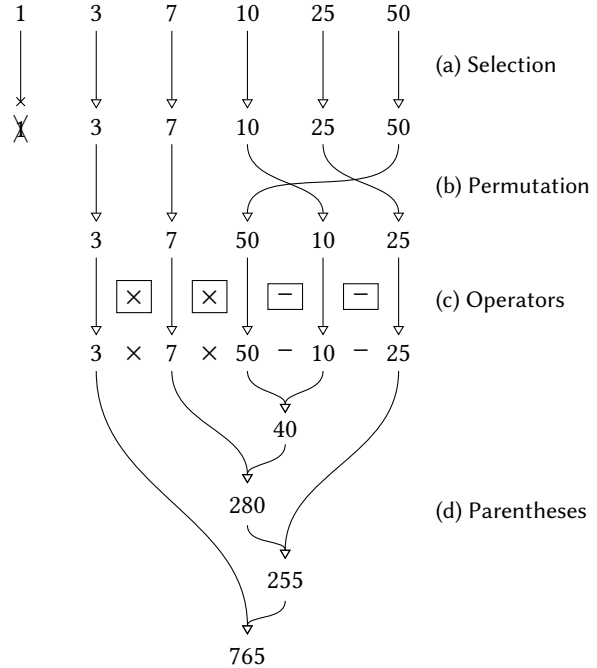 1 3 7 10 25 50
(a) Selection
1 3 7 10 25 50
(b) Permutation
3 7 50 10 25
× × − −
(c) Operators
3 × 7 × 50 − 10 − 25
40
280
(d) Parentheses
255
765